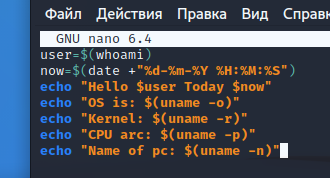 Файл Действия Правка Вид Справк
GNU nano 6.4
user=$(whoami)
now=$(date +"%d-%m-%Y %H:%M:%S")
echo "Hello $user Today $now"
echo "OS is: $(uname -o)"
echo "Kernel: $(uname -r)"
echo "CPU arc: $(uname -p)"
echo "Name of pc: $(uname -n)"